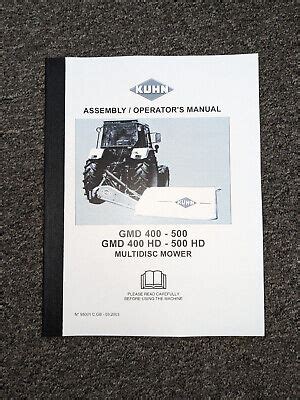 KUHN
ASSEMBLY / OPERATOR'S MANUAL
KUHN
GMD 400 - 500
GMD 400 HD - 500 HD
MULTIDISC MOWER
PLEASE READ CAREFULLY
BEFORE USING THE MACHINE